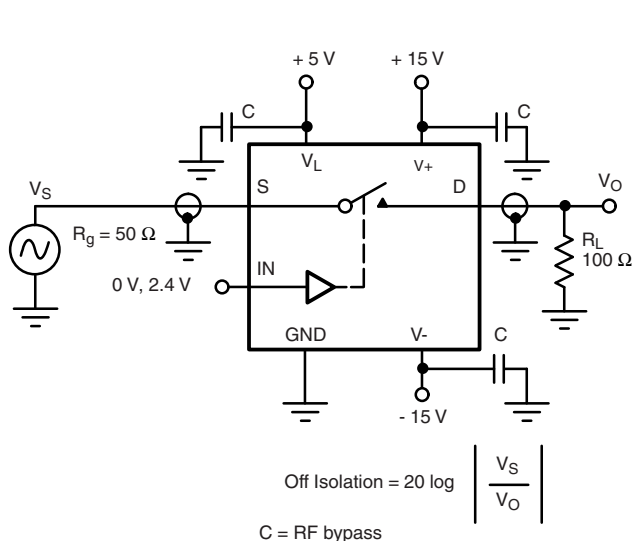 + 5 V
+ 15 V
C
C
V_L
V+
V_S
S
D
V_O
R_g = 50 Ω
R_L
100 Ω
0 V, 2.4 V
IN
GND
V-
C
- 15 V
Off Isolation = 20 log | V_S / V_O |
C = RF bypass